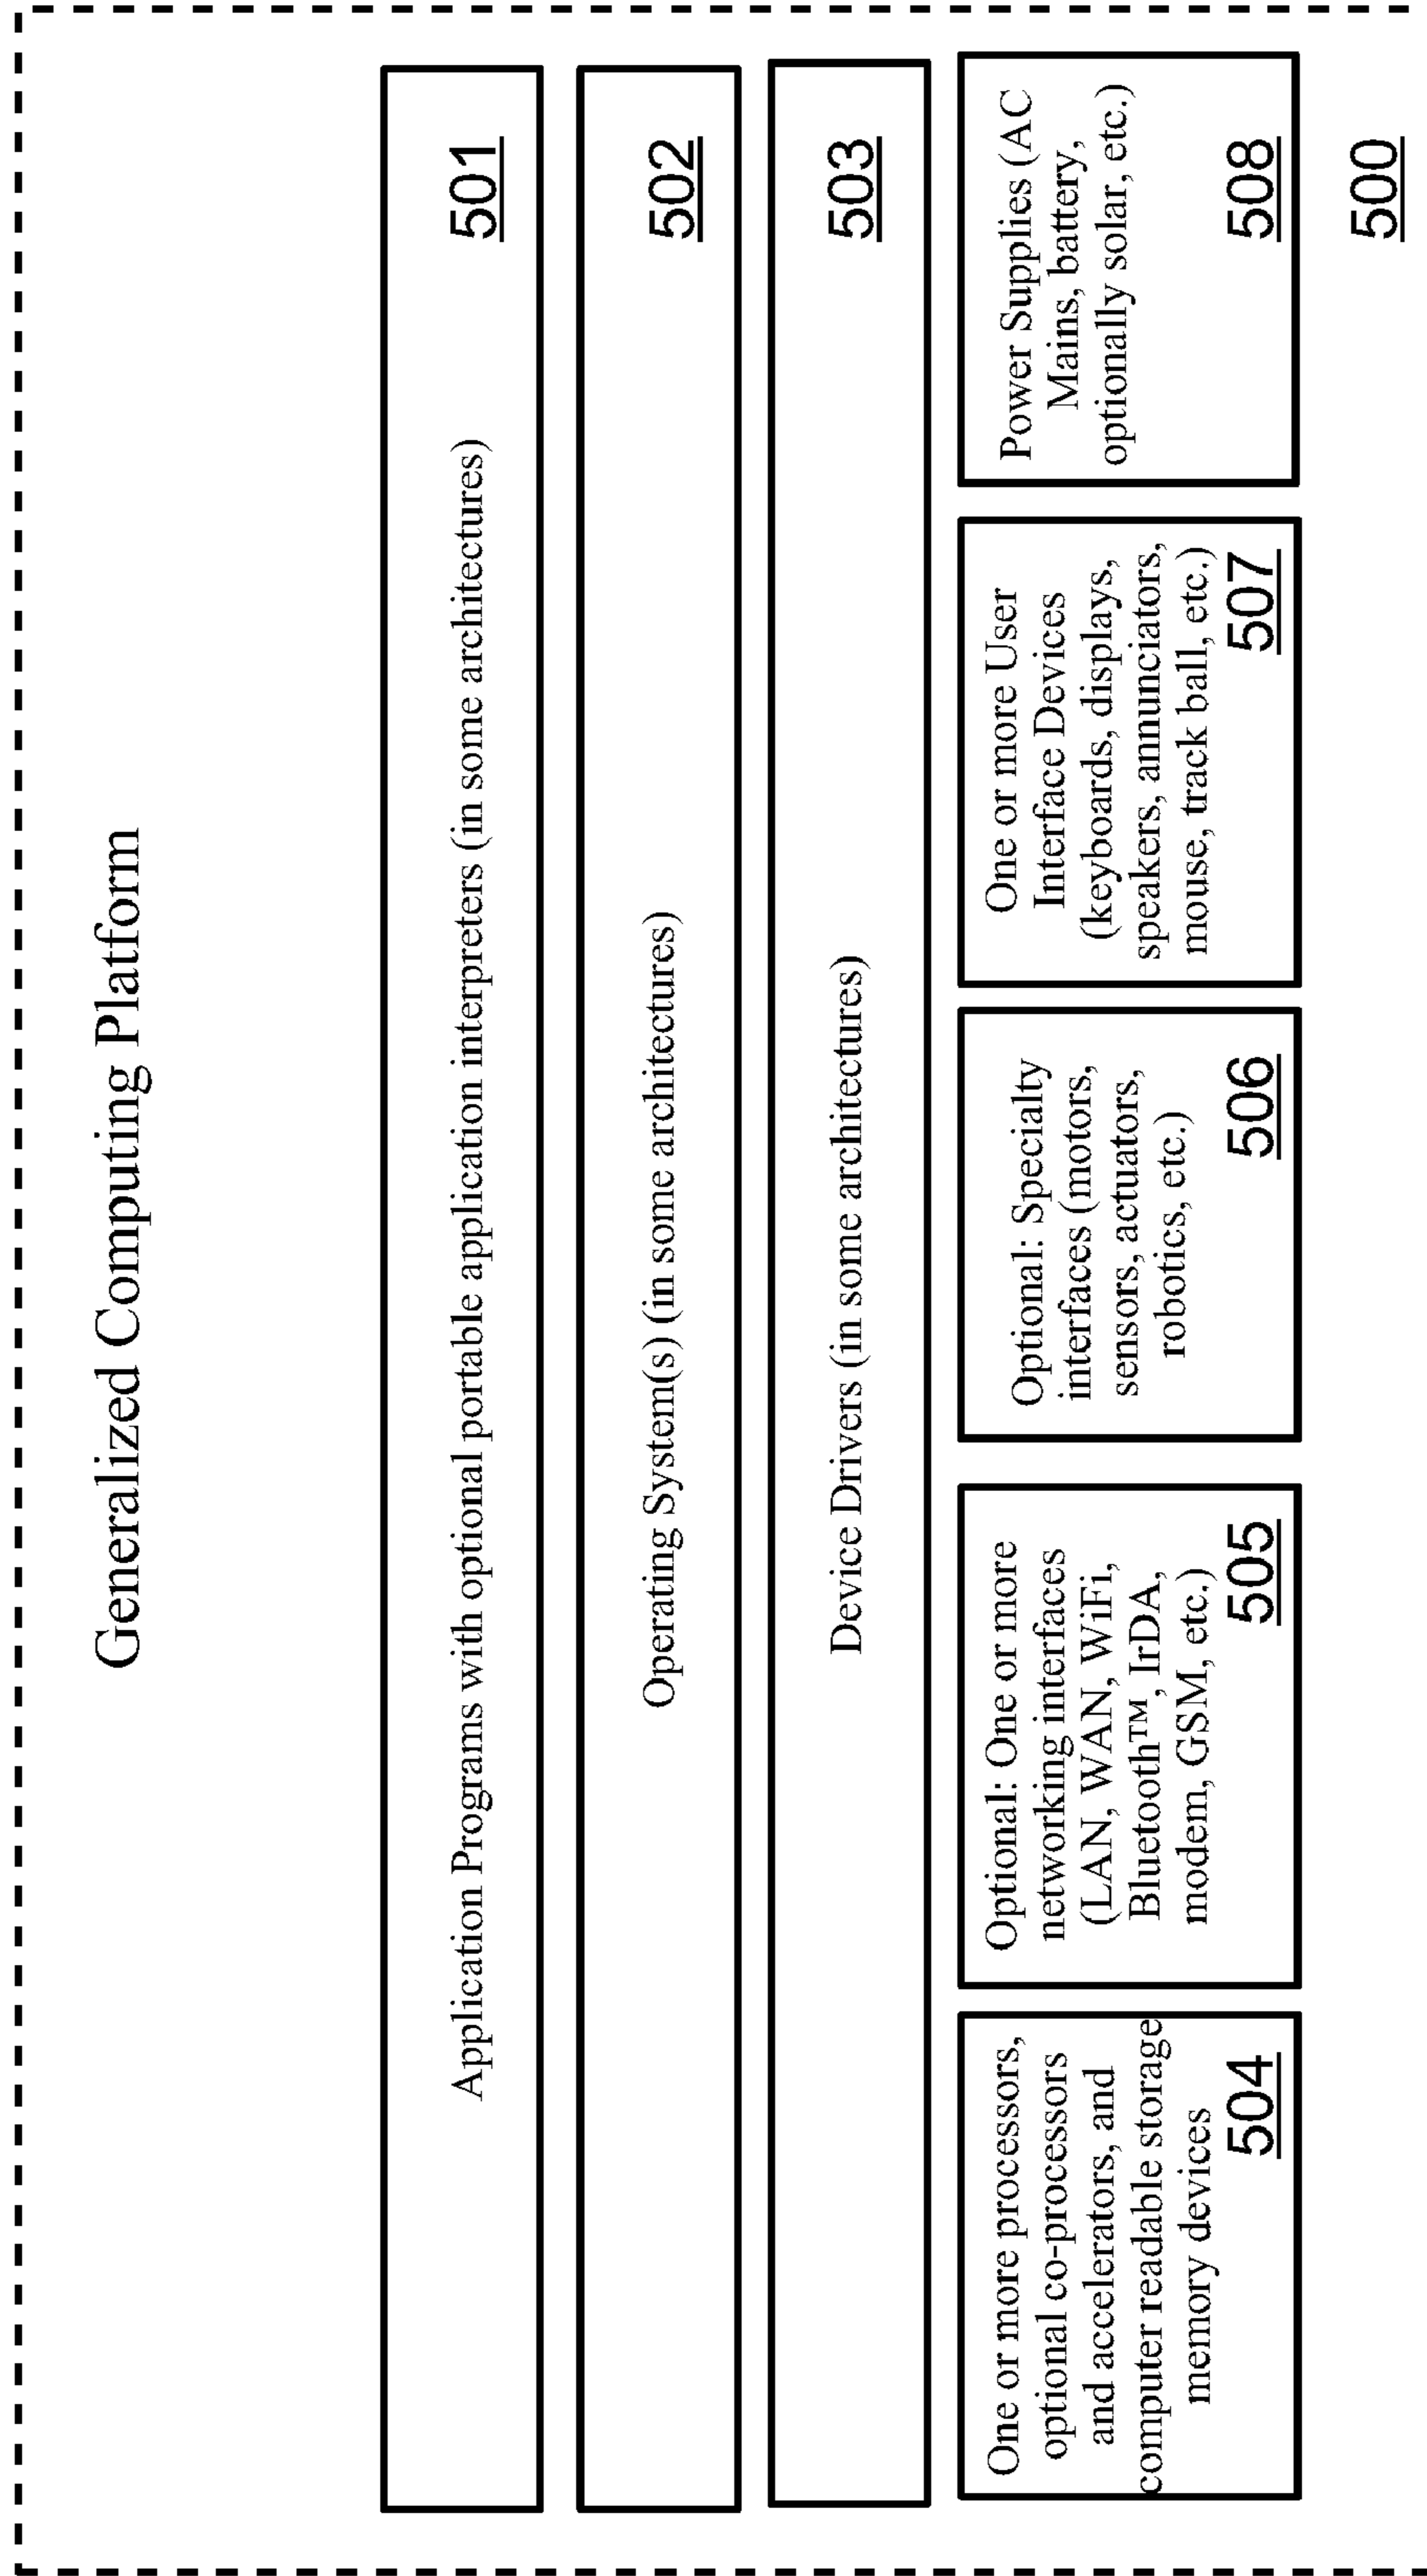 Generalized Computing Platform
Application Programs with optional portable application interpreters (in some architectures)
501
Operating System(s) (in some architectures)
502
Device Drivers (in some architectures)
503
One or more processors,
optional co-processors
and accelerators, and
computer readable storage
memory devices
504
Optional: One or more
networking interfaces
(LAN, WAN, WiFi,
Bluetooth™, IrDA,
modem, GSM, etc.)
505
Optional: Specialty
interfaces (motors,
sensors, actuators,
robotics, etc.)
506
One or more User
Interface Devices
(keyboards, displays,
speakers, annunciators,
mouse, track ball, etc.)
507
Power Supplies (AC
Mains, battery,
optionally solar, etc.)
508
500